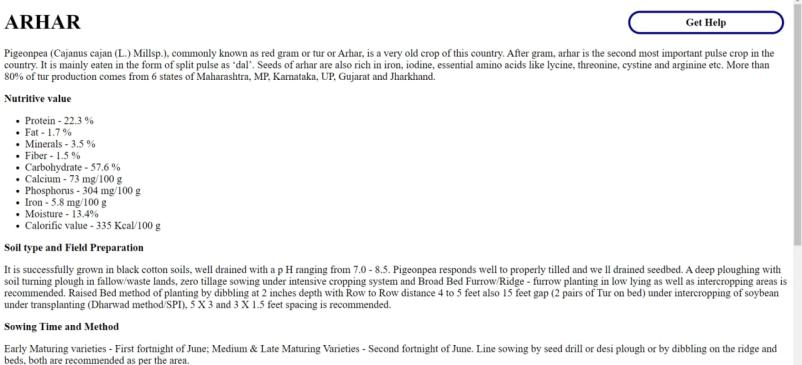 ARHAR
Get Help
Pigeonpea (Cajanus cajan (L.) Millsp.), commonly known as red gram or tur or Arhar, is a very old crop of this country. After gram, arhar is the second most important pulse crop in the
country. It is mainly eaten in the form of split pulse as ‘dal’. Seeds of arhar are also rich in iron, iodine, essential amino acids like lycine, threonine, cystine and arginine etc. More than
80% of tur production comes from 6 states of Maharashtra, MP, Karnataka, UP, Gujarat and Jharkhand.
Nutritive value
• Protein - 22.3 %
• Fat - 1.7 %
• Minerals - 3.5 %
• Fiber - 1.5 %
• Carbohydrate - 57.6 %
• Calcium - 73 mg/100 g
• Phosphorus - 304 mg/100 g
• Iron - 5.8 mg/100 g
• Moisture - 13.4%
• Calorific value - 335 Kcal/100 g
Soil type and Field Preparation
It is successfully grown in black cotton soils, well drained with a p H ranging from 7.0 - 8.5. Pigeonpea responds well to properly tilled and we ll drained seedbed. A deep ploughing with
soil turning plough in fallow/waste lands, zero tillage sowing under intensive cropping system and Broad Bed Furrow/Ridge - furrow planting in low lying as well as intercropping areas is
recommended. Raised Bed method of planting by dibbling at 2 inches depth with Row to Row distance 4 to 5 feet also 15 feet gap (2 pairs of Tur on bed) under intercropping of soybean
under transplanting (Dharwad method/SPI), 5 X 3 and 3 X 1.5 feet spacing is recommended.
Sowing Time and Method
Early Maturing varieties - First fortnight of June; Medium & Late Maturing Varieties - Second fortnight of June. Line sowing by seed drill or desi plough or by dibbling on the ridge and
beds, both are recommended as per the area.